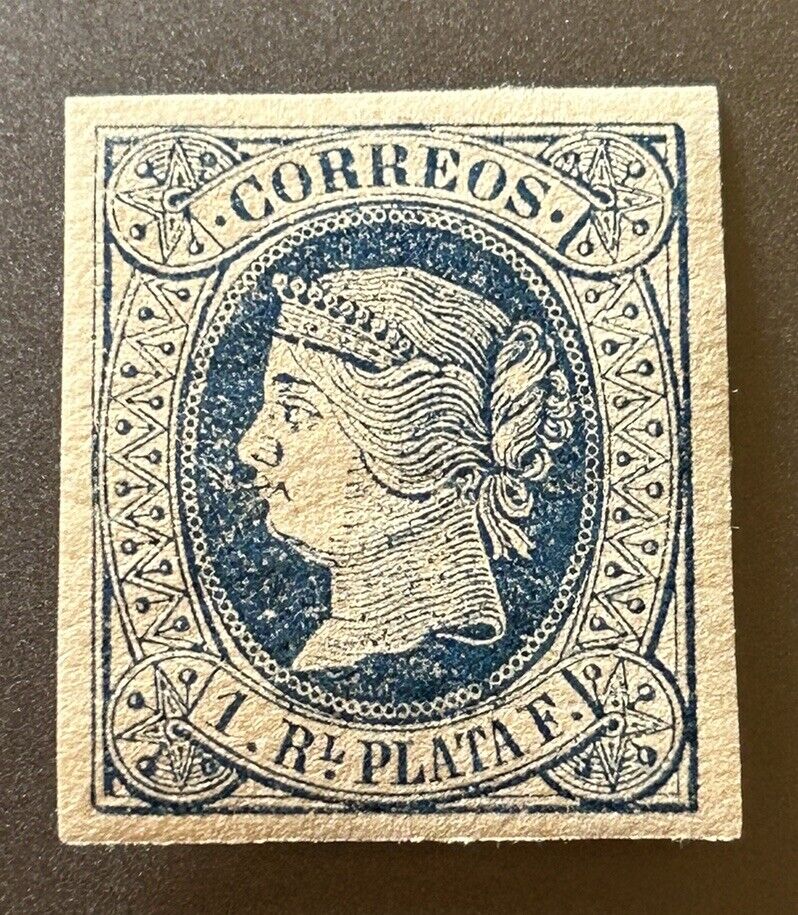 · CORREOS ·
1. Rˡ PLATA F.